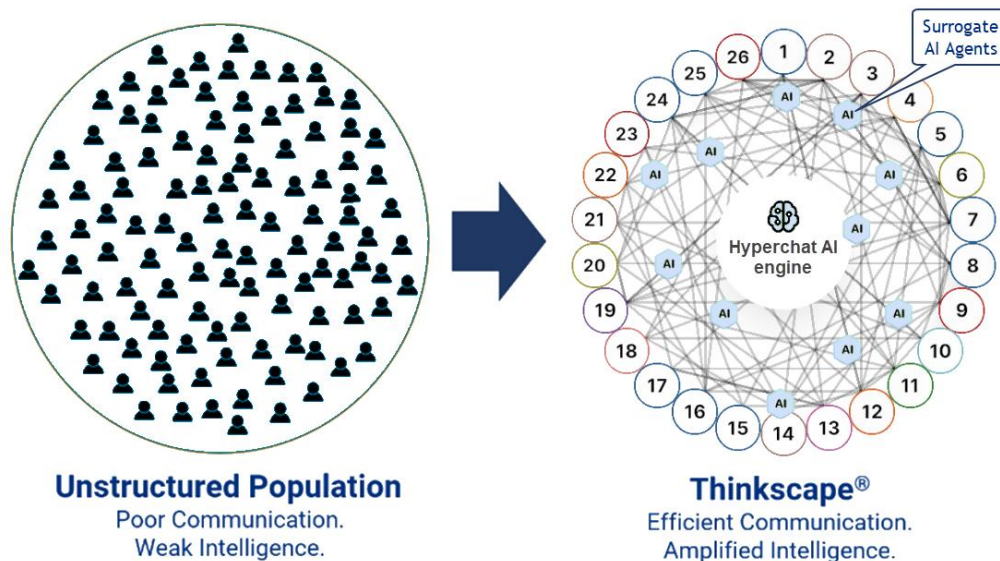 Surrogate
AI Agents
1
2
3
4
5
6
7
8
9
10
11
12
13
14
15
16
17
18
19
20
21
22
23
24
25
26
AI
AI
AI
AI
AI
AI
AI
AI
AI
AI
AI
Hyperchat AI
engine
Unstructured Population
Poor Communication.
Weak Intelligence.
Thinkscape®
Efficient Communication.
Amplified Intelligence.